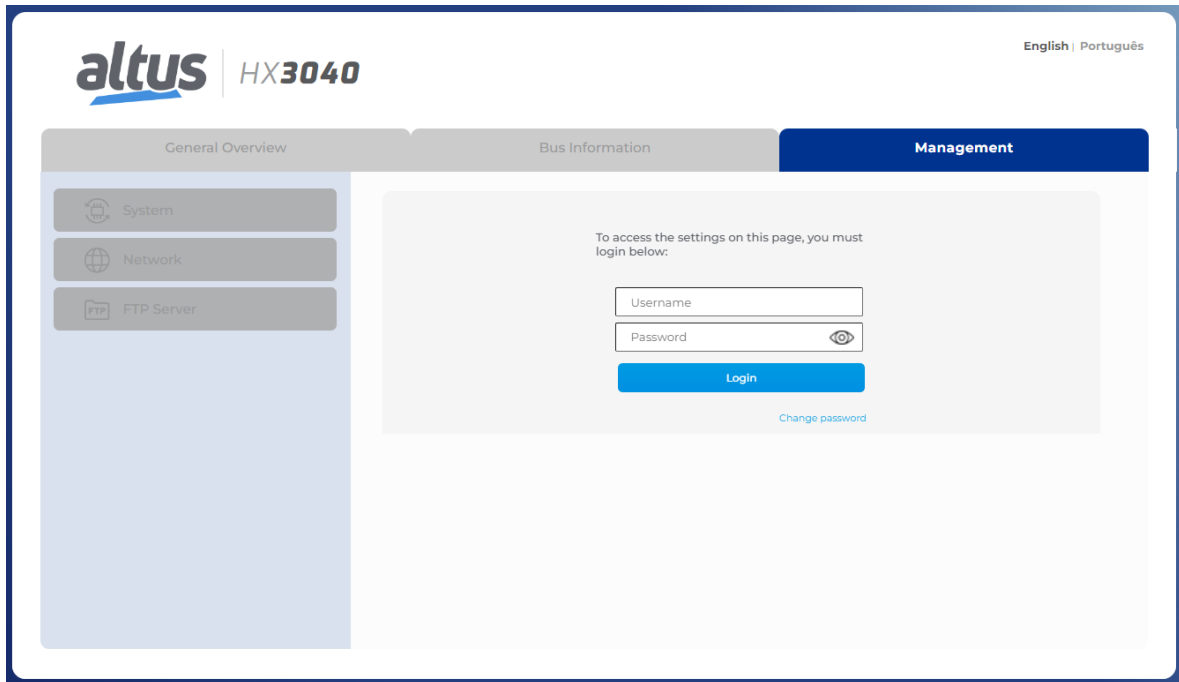 English | Português
altus HX3040
General Overview
Bus Information
Management
System
Network
FTP FTP Server
To access the settings on this page, you must
login below:
Username
Password
Login
Change password